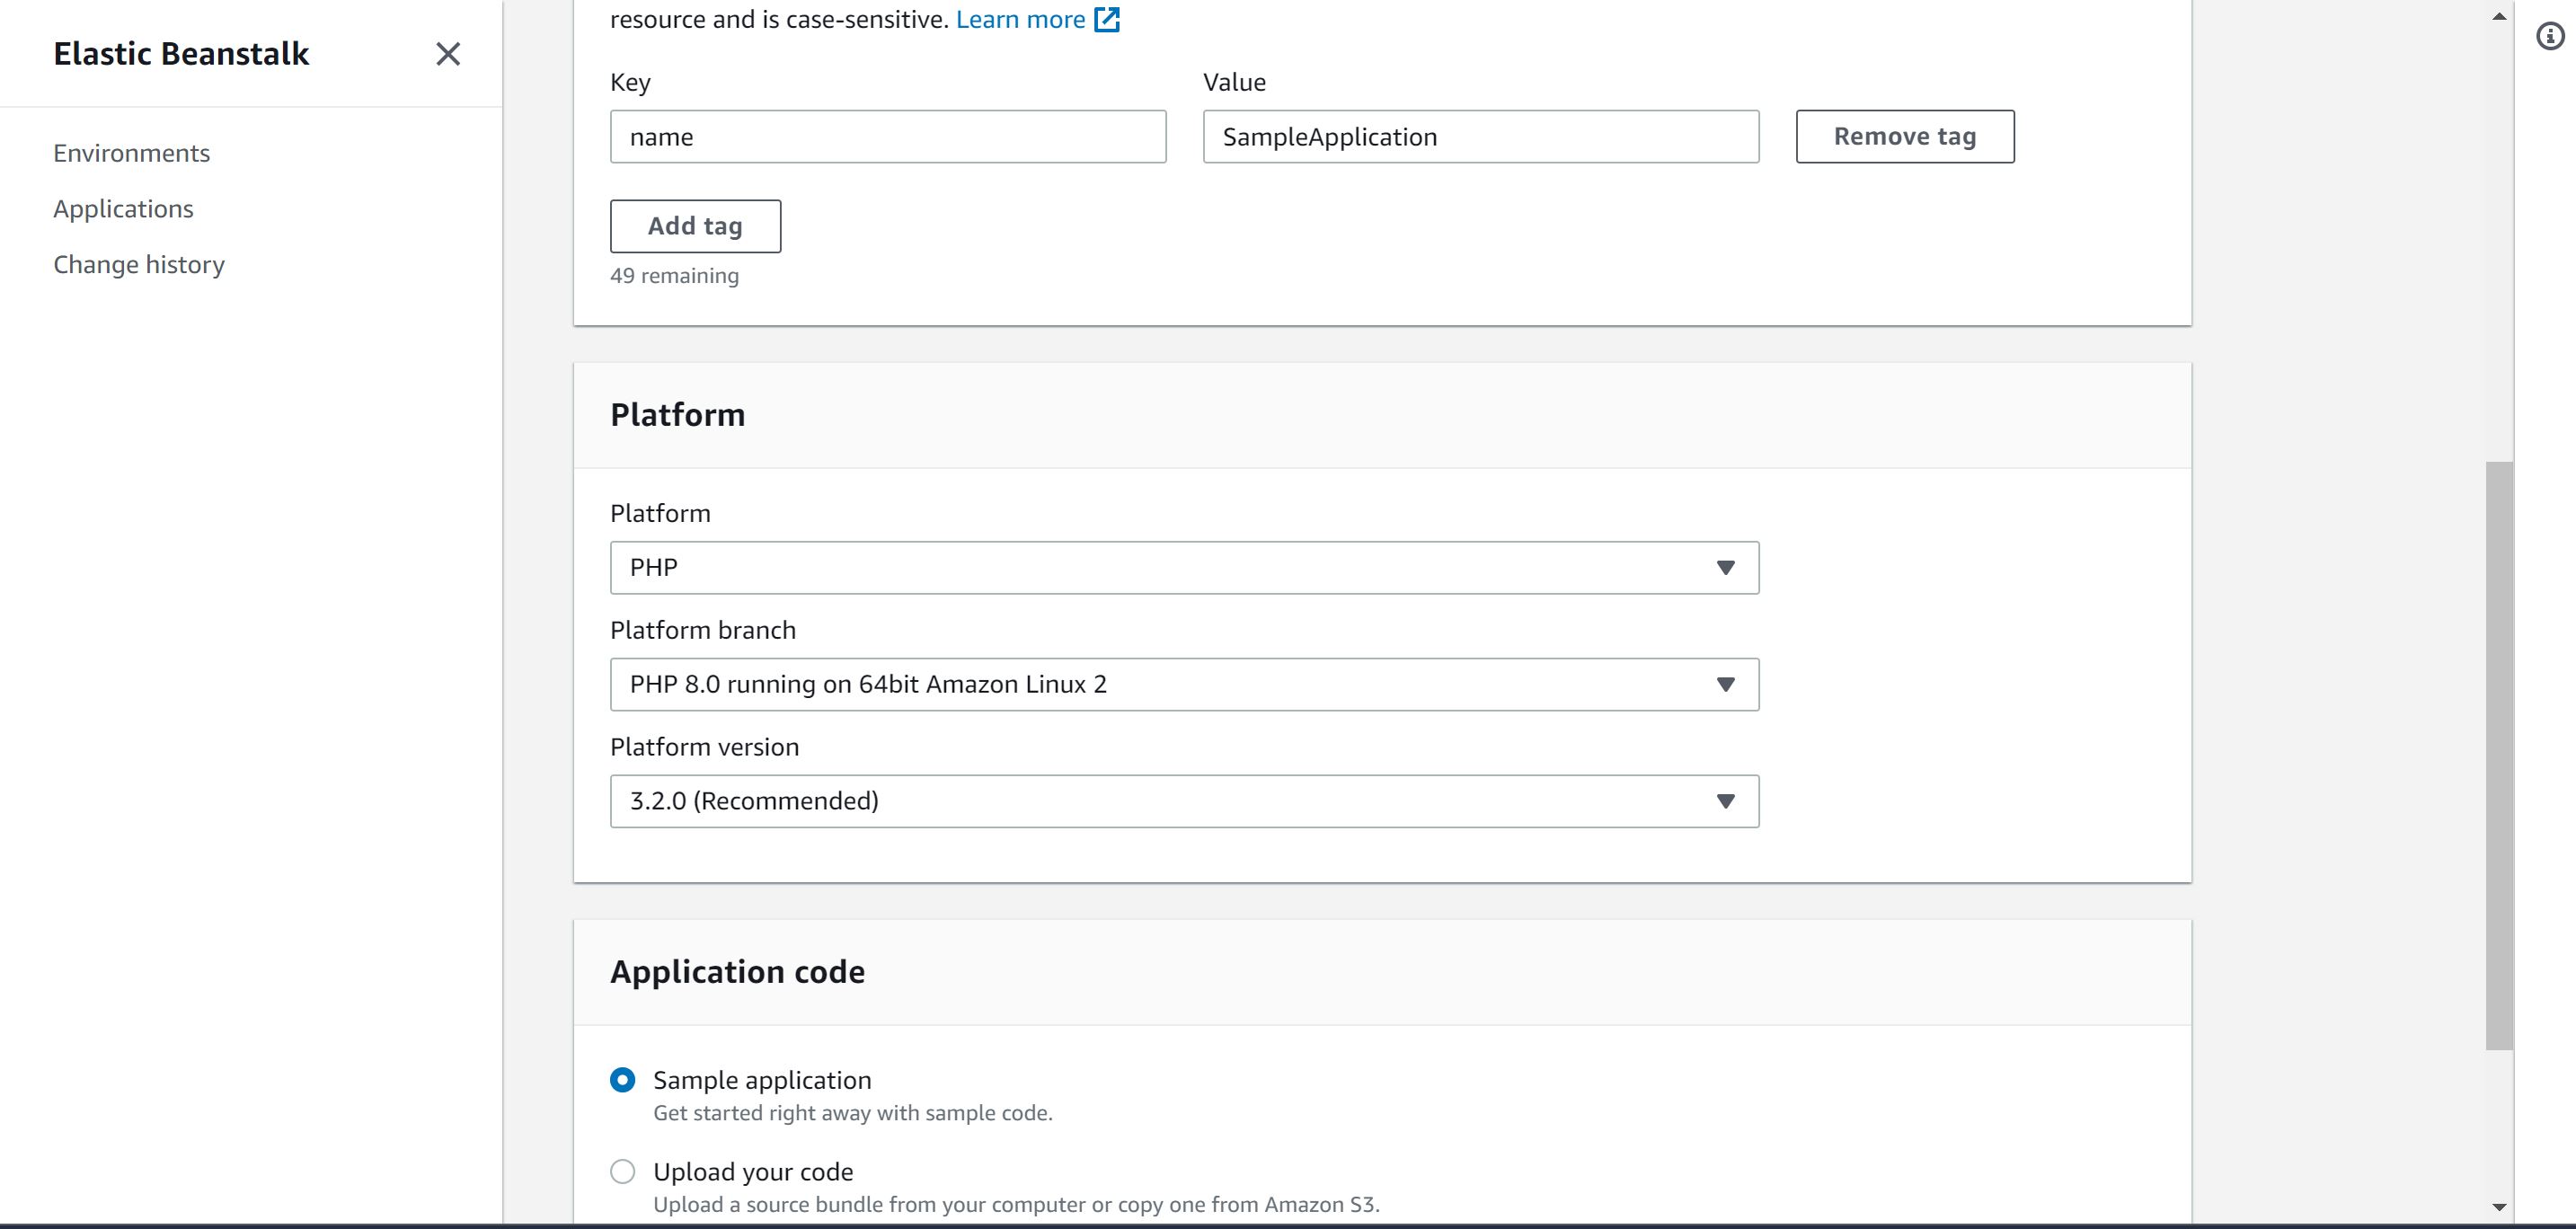 Elastic Beanstalk
Environments
Applications
Change history
resource and is case-sensitive. Learn more
Key
Value
name
SampleApplication
Remove tag
Add tag
49 remaining
Platform
Platform
PHP
Platform branch
PHP 8.0 running on 64bit Amazon Linux 2
Platform version
3.2.0 (Recommended)
Application code
Sample application
Get started right away with sample code.
Upload your code
Upload a source bundle from your computer or copy one from Amazon S3.